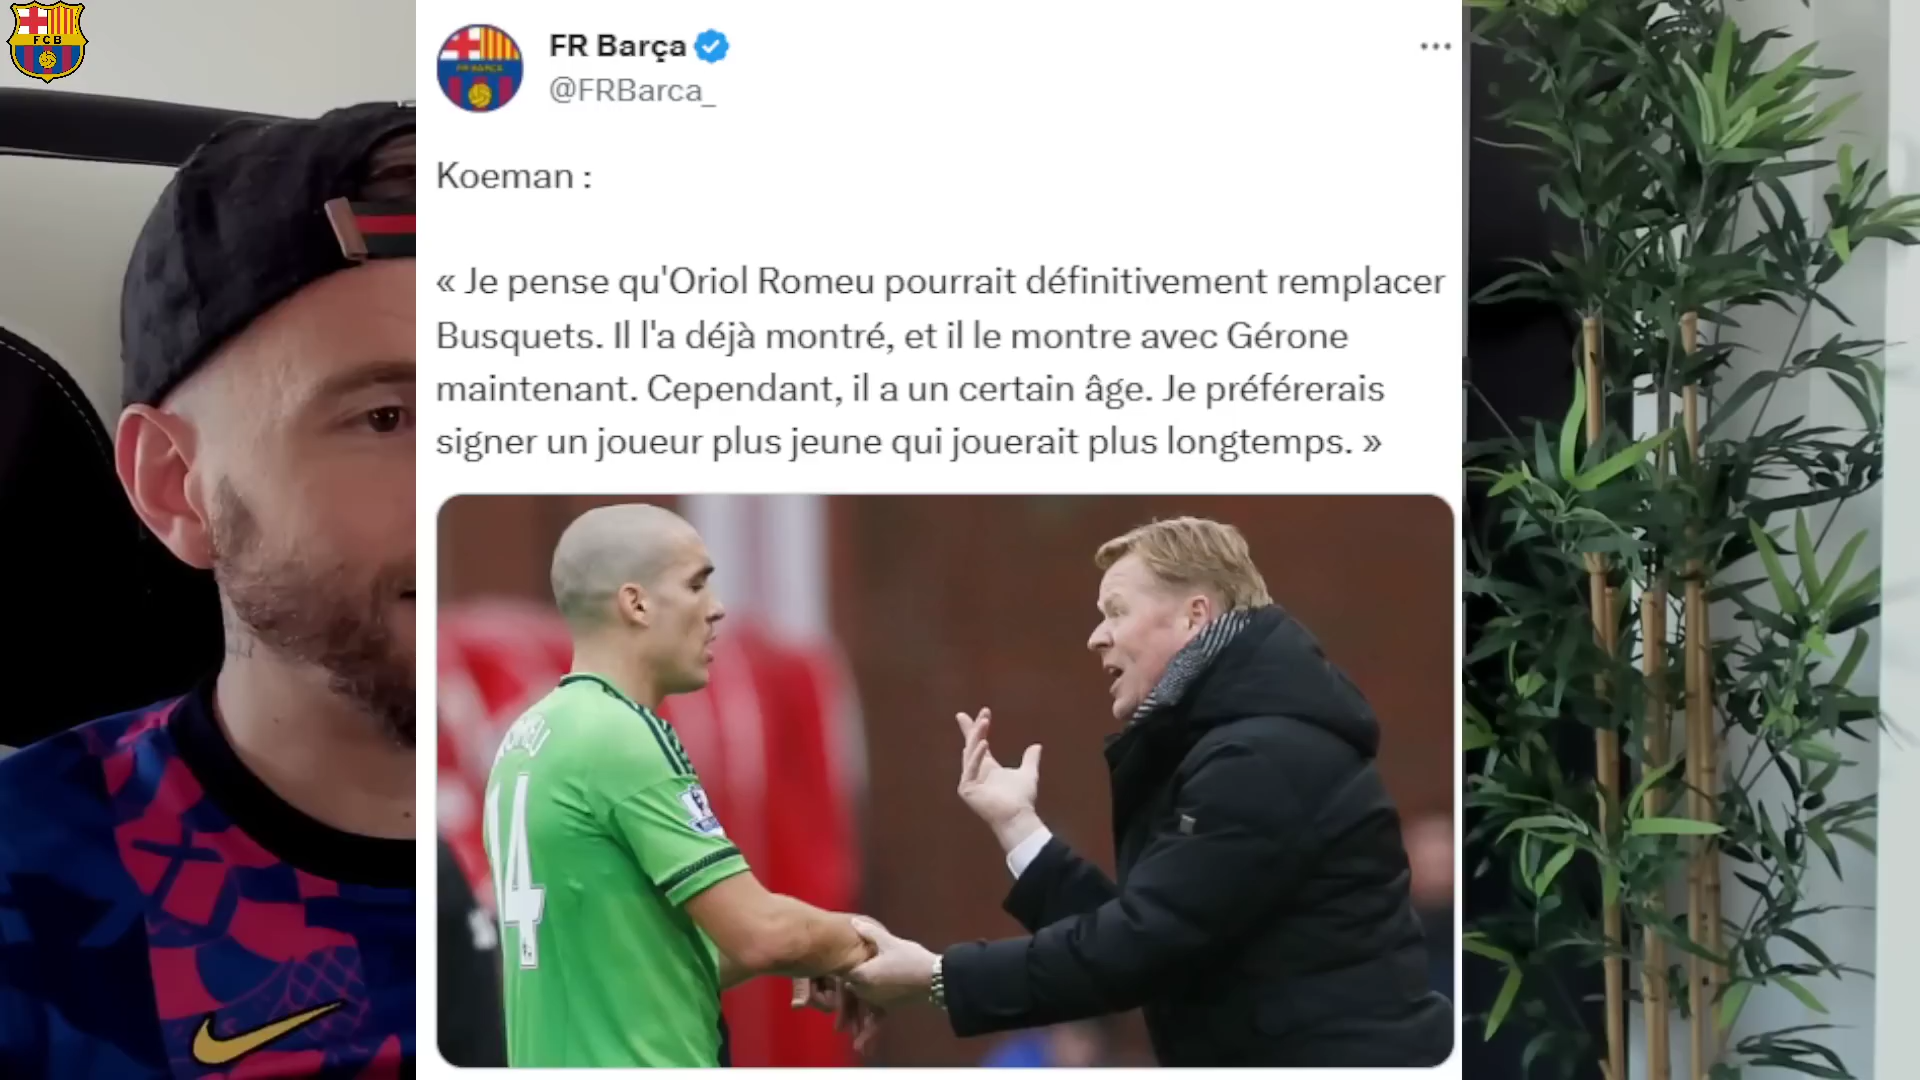 FCB
FR Barça
@FRBarca_
Koeman :
« Je pense qu'Oriol Romeu pourrait définitivement remplacer
Busquets. Il l'a déjà montré, et il le montre avec Gérone
maintenant. Cependant, il a un certain âge. Je préférerais
signer un joueur plus jeune qui jouerait plus longtemps. »
14